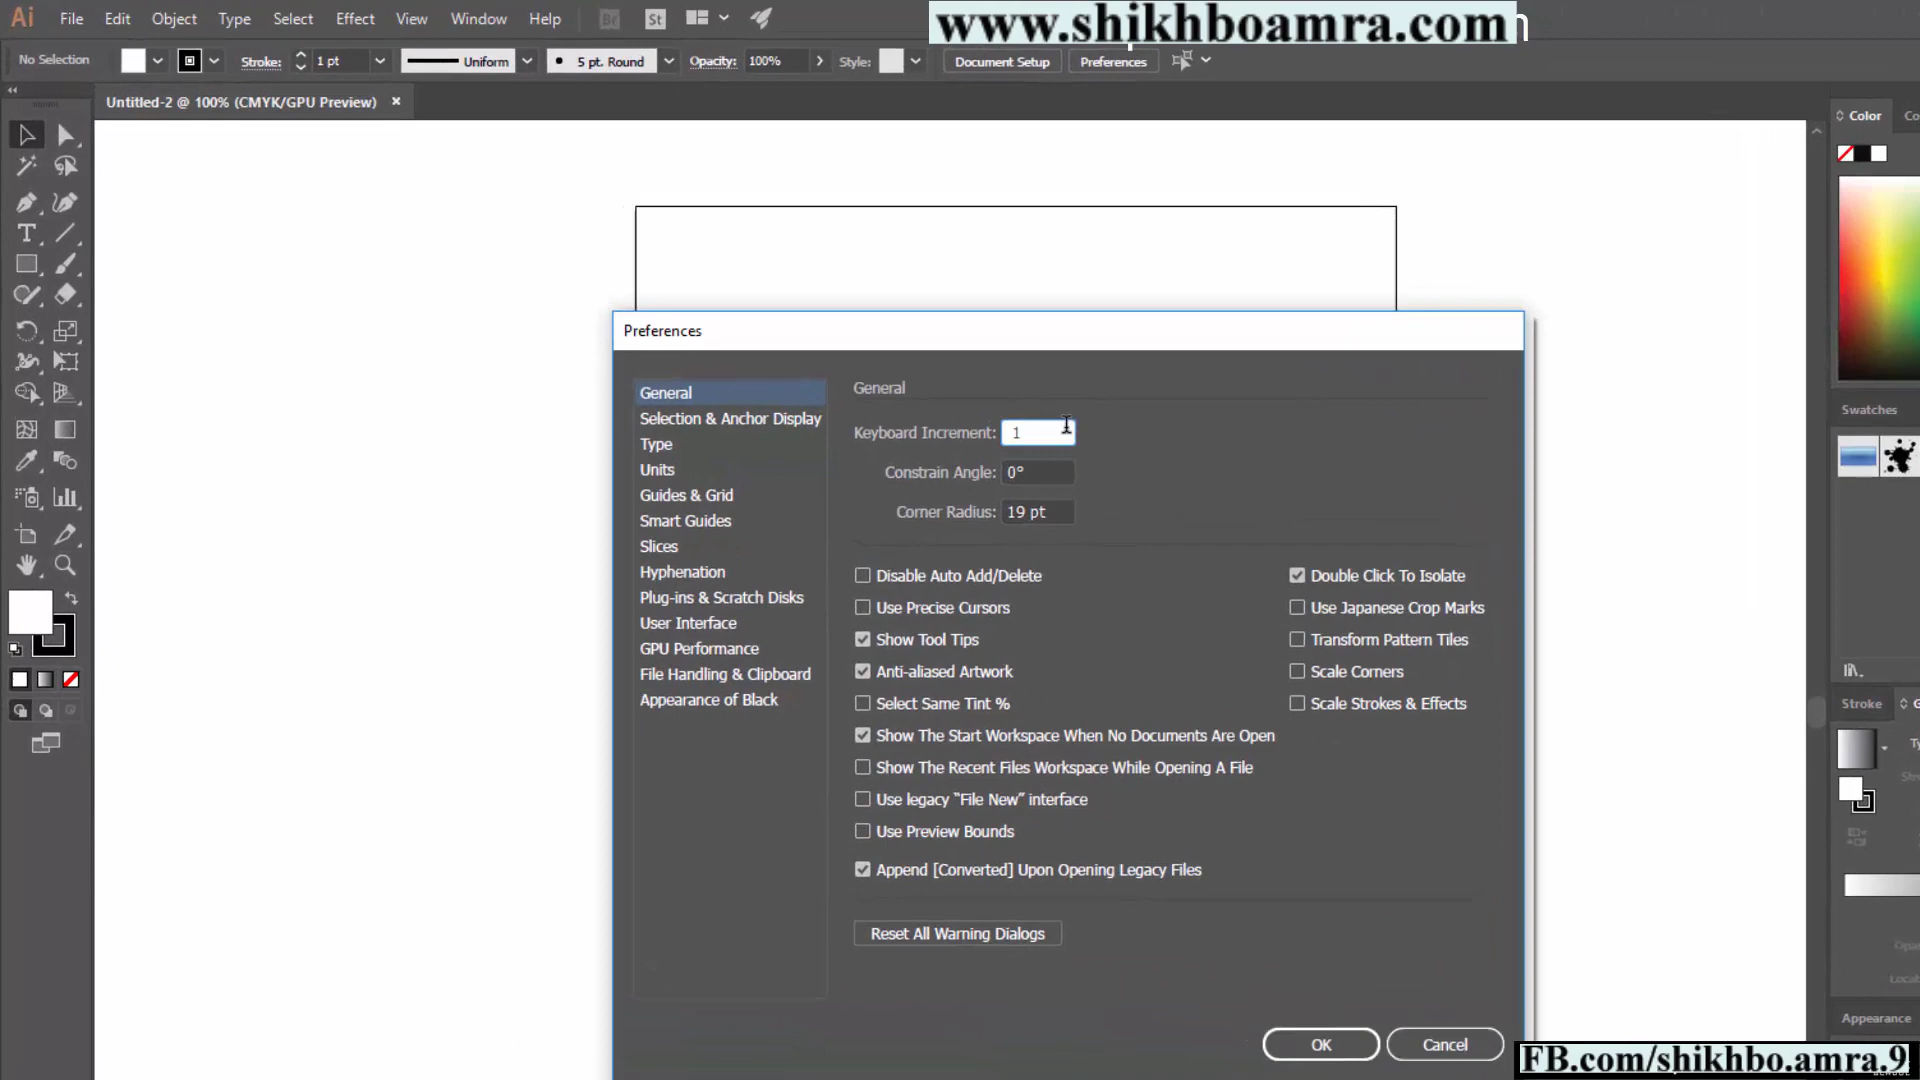 Ai File Edit Object Type Select Effect View Window Help Br St
www.shikhboamra.com
No Selection Stroke: 1 pt Uniform 5 pt. Round Opacity: 100% Style: Document Setup Preferences
Untitled-2 @ 100% (CMYK/GPU Preview)
Color
Swatches
Stroke
Appearance
Preferences
General
Selection & Anchor Display
Type
Units
Guides & Grid
Smart Guides
Slices
Hyphenation
Plug-ins & Scratch Disks
User Interface
GPU Performance
File Handling & Clipboard
Appearance of Black
General
Keyboard Increment: 1
Constrain Angle: 0°
Corner Radius: 19 pt
Disable Auto Add/Delete
Use Precise Cursors
Show Tool Tips
Anti-aliased Artwork
Select Same Tint %
Show The Start Workspace When No Documents Are Open
Show The Recent Files Workspace While Opening A File
Use legacy “File New” interface
Use Preview Bounds
Append [Converted] Upon Opening Legacy Files
Double Click To Isolate
Use Japanese Crop Marks
Transform Pattern Tiles
Scale Corners
Scale Strokes & Effects
Reset All Warning Dialogs
OK Cancel
FB.com/shikhbo.amra.9